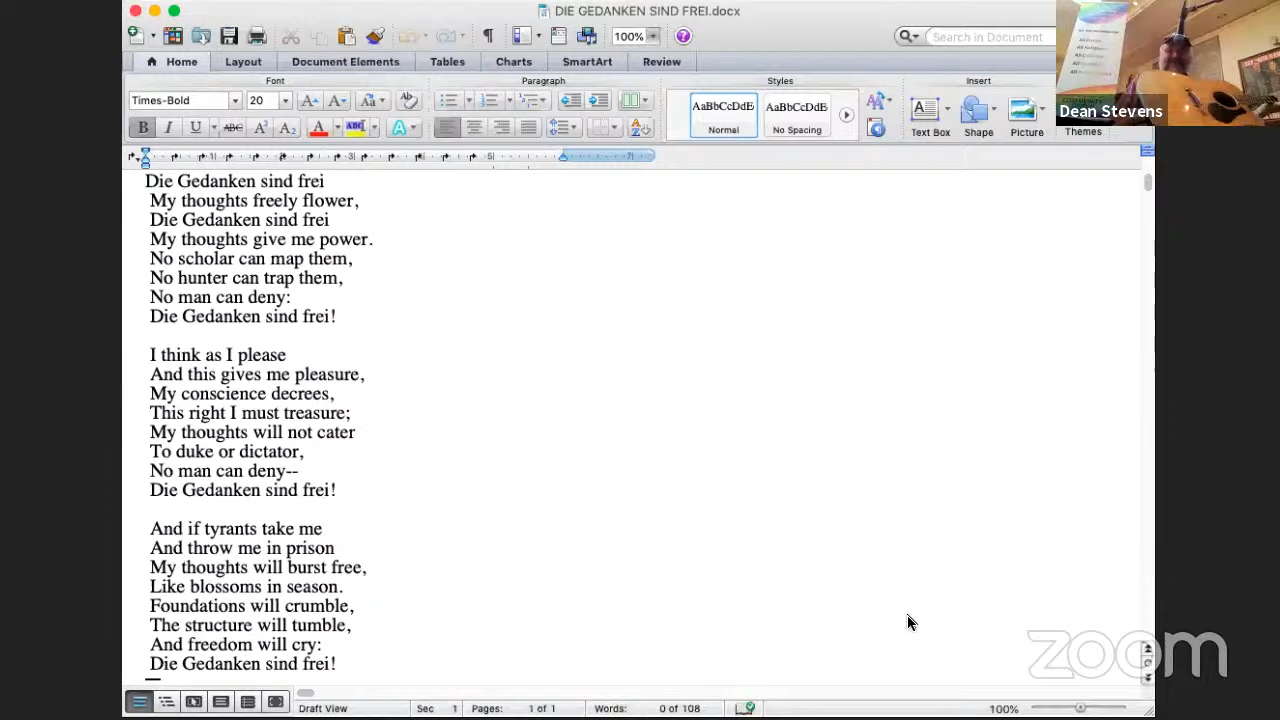 DIE GEDANKEN SIND FREI.docx
100%
Search in Document
Home Layout Document Elements Tables Charts SmartArt Review
Font Paragraph Styles Insert Themes
Times-Bold 20
AaBbCcDdE AaBbCcDdE
Normal No Spacing
Text Box Shape Picture Themes
Dean Stevens
Die Gedanken sind frei
My thoughts freely flower,
Die Gedanken sind frei
My thoughts give me power.
No scholar can map them,
No hunter can trap them,
No man can deny:
Die Gedanken sind frei!
I think as I please
And this gives me pleasure,
My conscience decrees,
This right I must treasure;
My thoughts will not cater
To duke or dictator,
No man can deny--
Die Gedanken sind frei!
And if tyrants take me
And throw me in prison
My thoughts will burst free,
Like blossoms in season.
Foundations will crumble,
The structure will tumble,
And freedom will cry:
Die Gedanken sind frei!
zoom
Draft View Sec 1 Pages: 1 of 1 Words: 0 of 108 100%